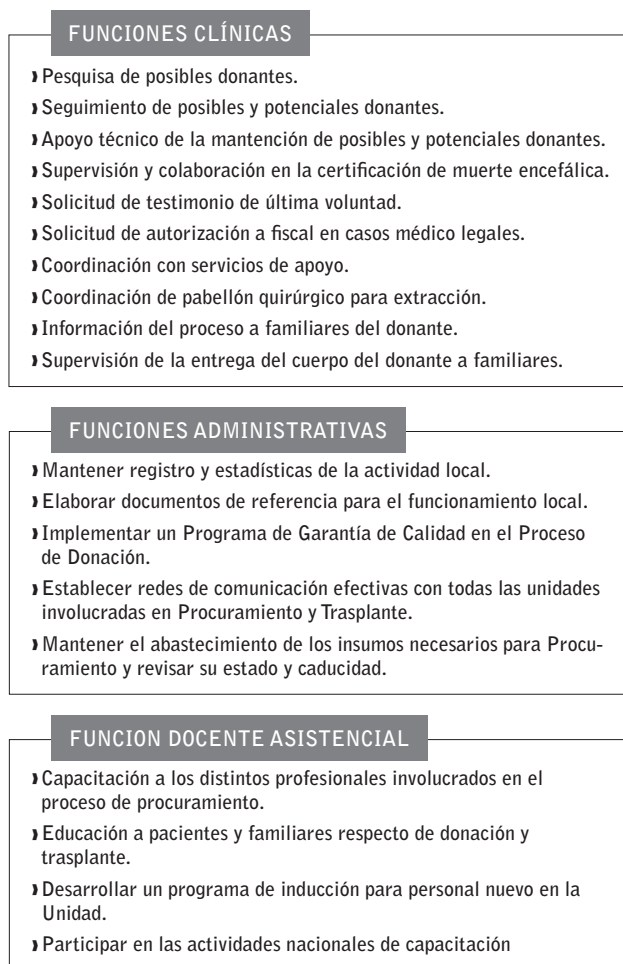 FUNCIONES CLÍNICAS
❱ Pesquisa de posibles donantes.
❱ Seguimiento de posibles y potenciales donantes.
❱ Apoyo técnico de la mantención de posibles y potenciales donantes.
❱ Supervisión y colaboración en la certificación de muerte encefálica.
❱ Solicitud de testimonio de última voluntad.
❱ Solicitud de autorización a fiscal en casos médico legales.
❱ Coordinación con servicios de apoyo.
❱ Coordinación de pabellón quirúrgico para extracción.
❱ Información del proceso a familiares del donante.
❱ Supervisión de la entrega del cuerpo del donante a familiares.
FUNCIONES ADMINISTRATIVAS
❱ Mantener registro y estadísticas de la actividad local.
❱ Elaborar documentos de referencia para el funcionamiento local.
❱ Implementar un Programa de Garantía de Calidad en el Proceso
de Donación.
❱ Establecer redes de comunicación efectivas con todas las unidades
involucradas en Procuramiento y Trasplante.
❱ Mantener el abastecimiento de los insumos necesarios para Procu-
ramiento y revisar su estado y caducidad.
FUNCION DOCENTE ASISTENCIAL
❱ Capacitación a los distintos profesionales involucrados en el
proceso de procuramiento.
❱ Educación a pacientes y familiares respecto de donación y
trasplante.
❱ Desarrollar un programa de inducción para personal nuevo en la
Unidad.
❱ Participar en las actividades nacionales de capacitación